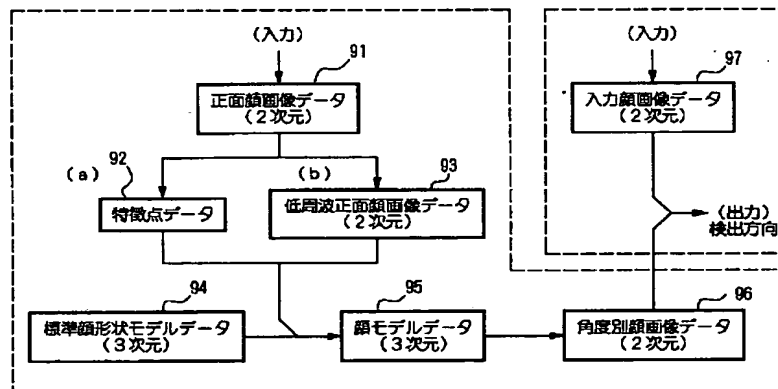 (入力)
91
正面顔画像データ
(2次元)
(a)
92
特徴点データ
(b)
93
低周波正面顔画像データ
(2次元)
94
標準顔形状モデルデータ
(3次元)
95
顔モデルデータ
(3次元)
96
角度別顔画像データ
(2次元)
(入力)
97
入力顔画像データ
(2次元)
(出力)
検出方向